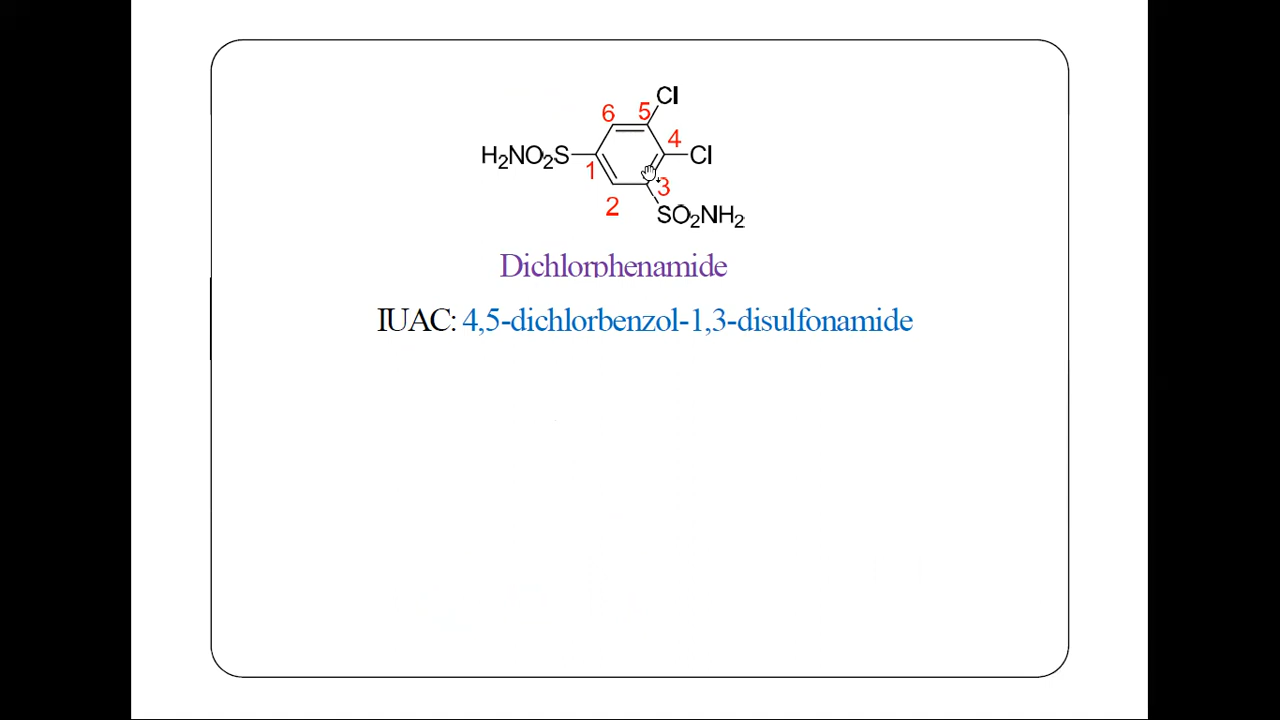 Cl
6 5
4
H2NO2S Cl
1 3
2 SO2NH2
Dichlorphenamide
IUAC: 4,5-dichlorbenzol-1,3-disulfonamide